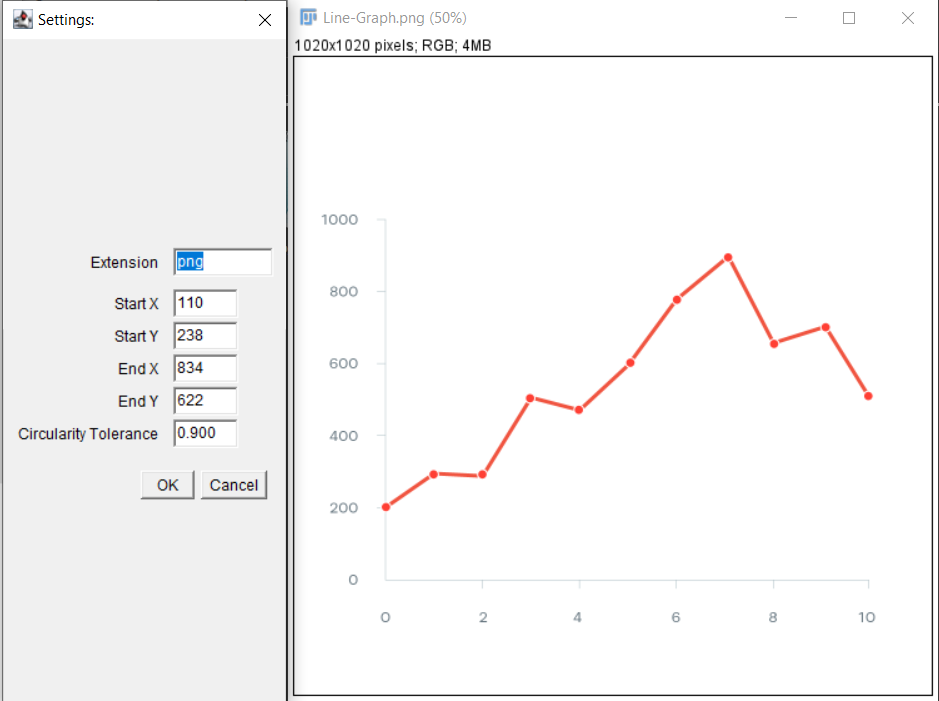 Settings:
Extension png
Start X 110
Start Y 238
End X 834
End Y 622
Circularity Tolerance 0.900
OK Cancel
Line-Graph.png (50%)
1020x1020 pixels; RGB; 4MB
1000
800
600
400
200
0
0 2 4 6 8 10